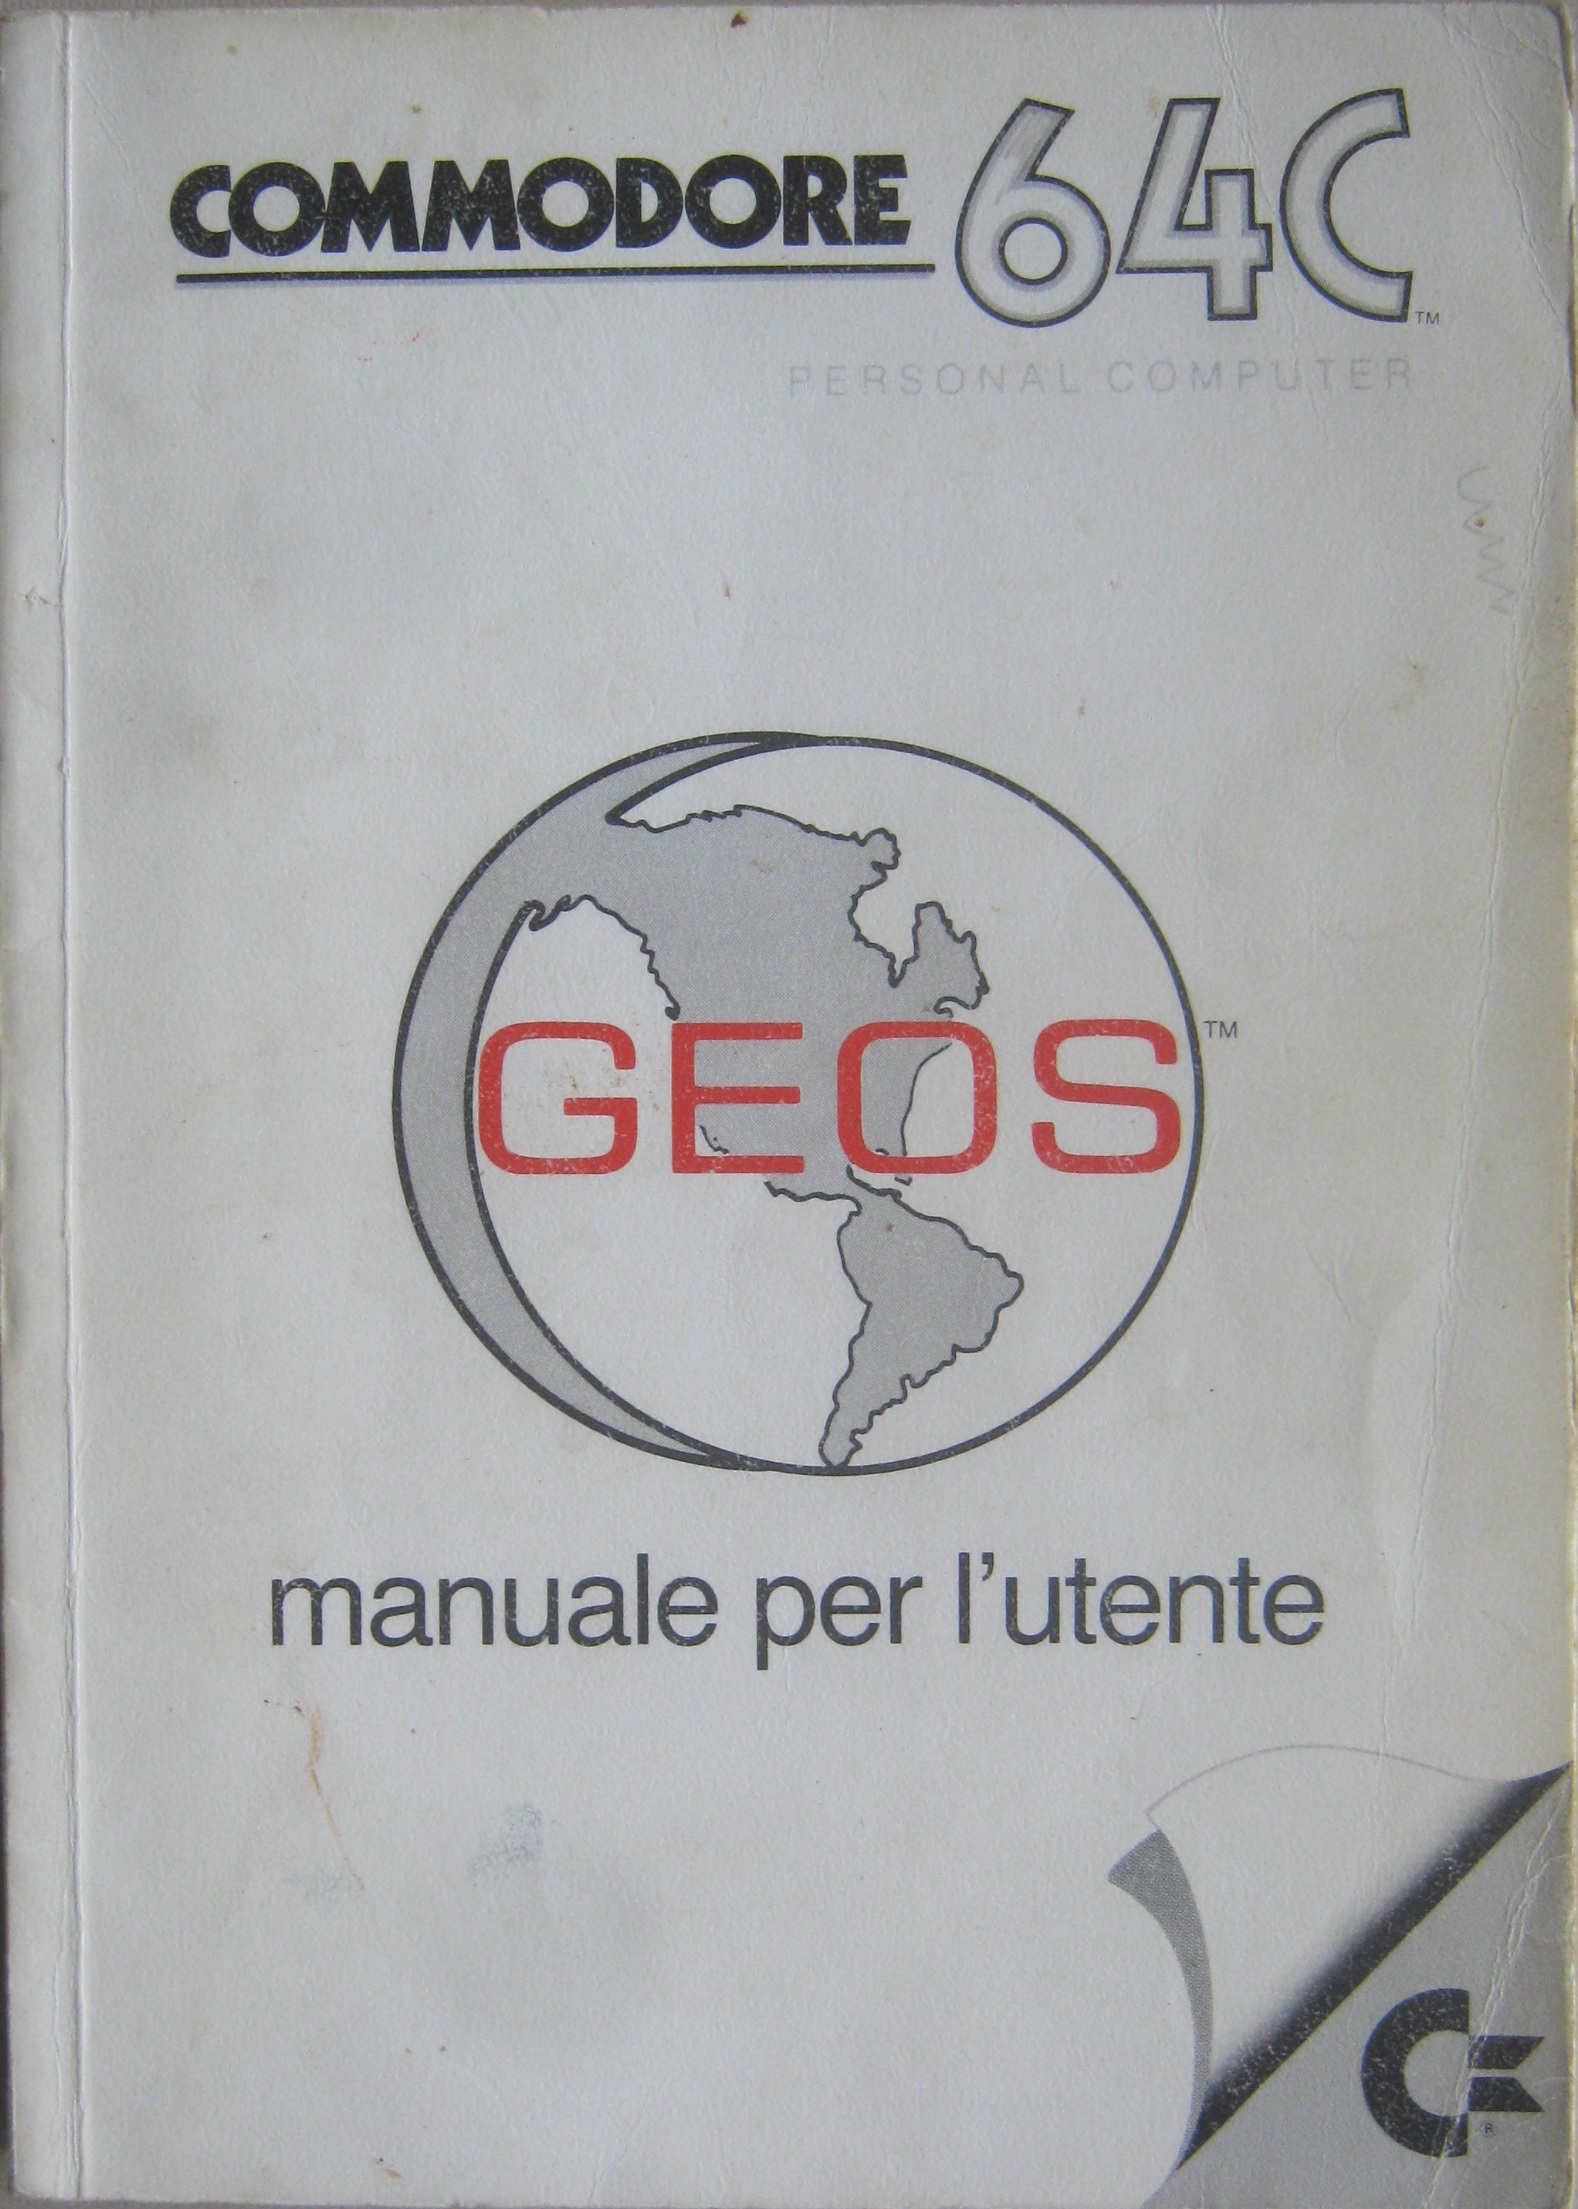 COMMODORE 64C™
PERSONAL COMPUTER
GEOS™
manuale per l'utente
®